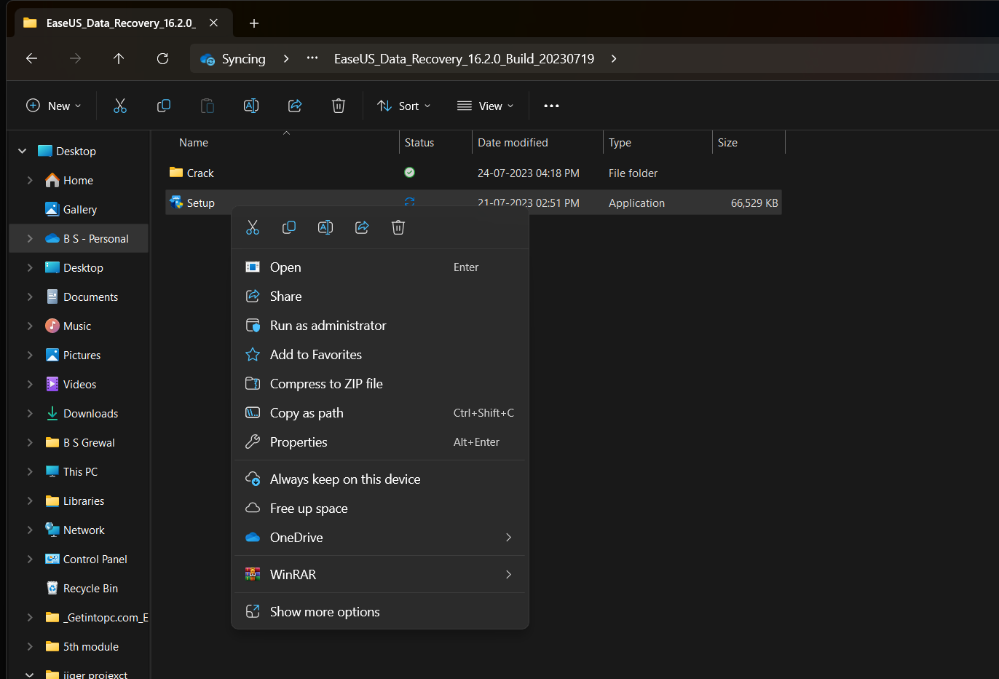 EaseUS_Data_Recovery_16.2.0_
Syncing
EaseUS_Data_Recovery_16.2.0_Build_20230719
New
Sort
View
Name Status Date modified Type Size
Crack 24-07-2023 04:18 PM File folder
Setup 21-07-2023 02:51 PM Application 66,529 KB
Desktop
Home
Gallery
B S - Personal
Desktop
Documents
Music
Pictures
Videos
Downloads
B S Grewal
This PC
Libraries
Network
Control Panel
Recycle Bin
_Getintopc.com_E
5th module
jiger projexct
Open Enter
Share
Run as administrator
Add to Favorites
Compress to ZIP file
Copy as path Ctrl+Shift+C
Properties Alt+Enter
Always keep on this device
Free up space
OneDrive
WinRAR
Show more options